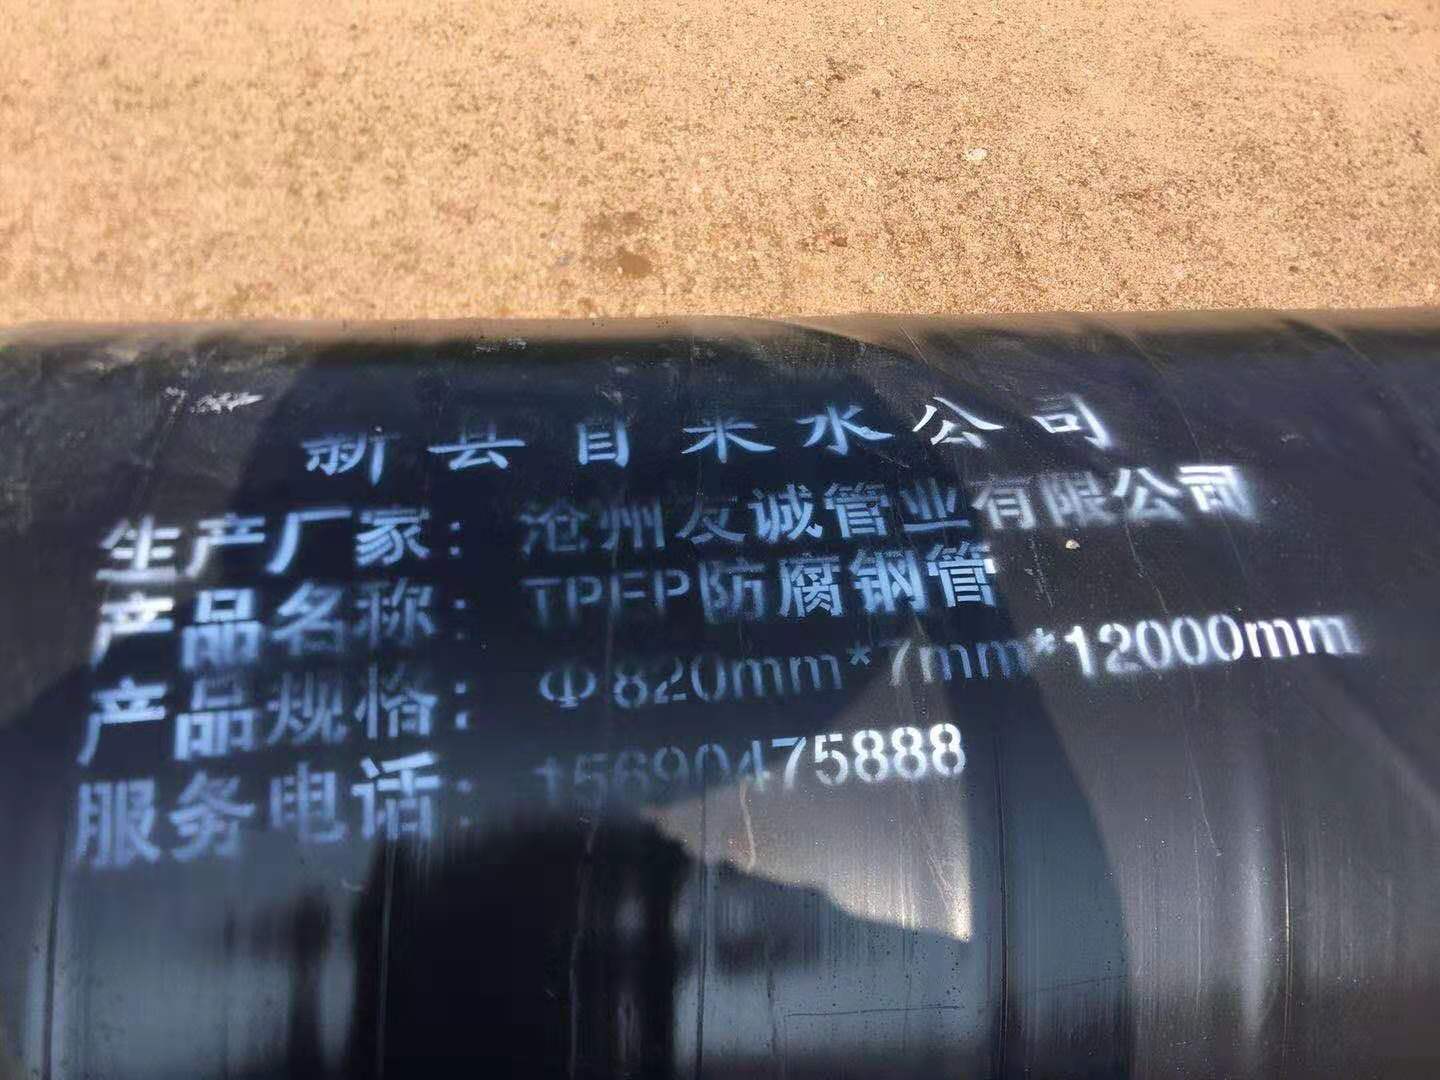 新县自来水公司
生产厂家：沧州友诚管业有限公司
产品名称：TPEP防腐钢管
产品规格：Φ820mm*7mm*12000mm
服务电话：15690475888